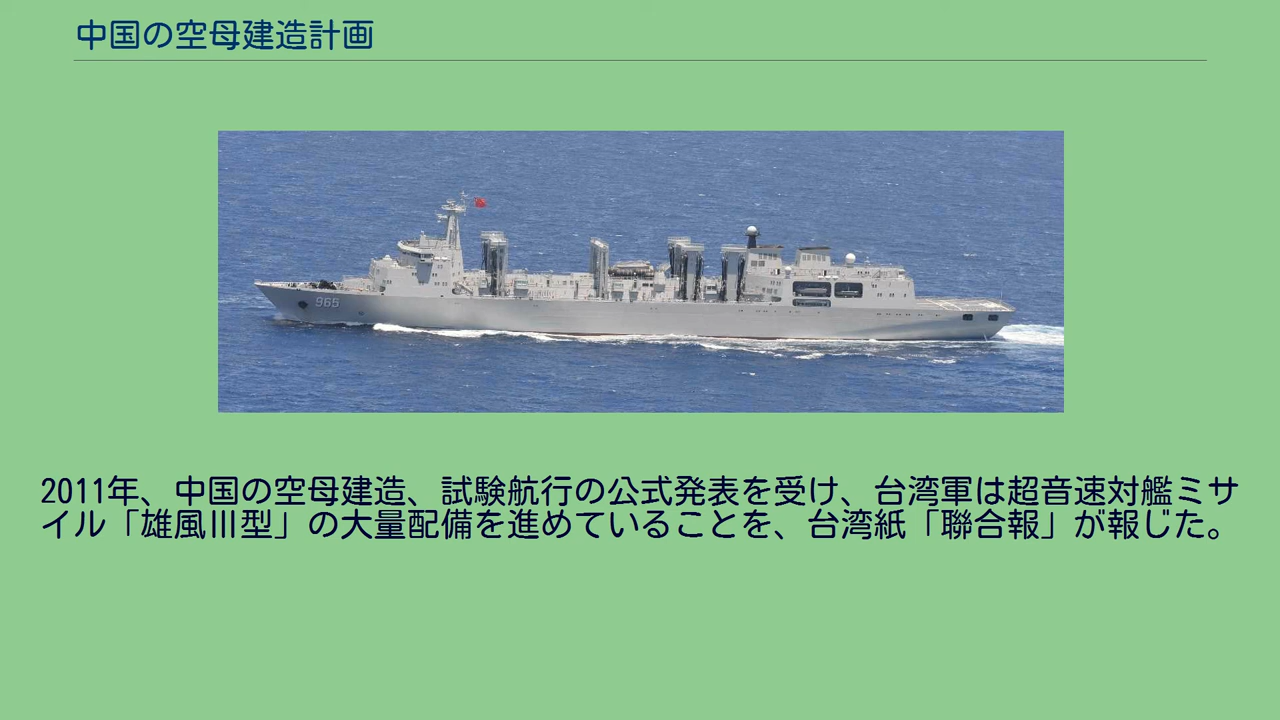 中国の空母建造計画
965
2011年、中国の空母建造、試験航行の公式発表を受け、台湾軍は超音速対艦ミサ
イル「雄風Ⅲ型」の大量配備を進めていることを、台湾紙「聯合報」が報じた。